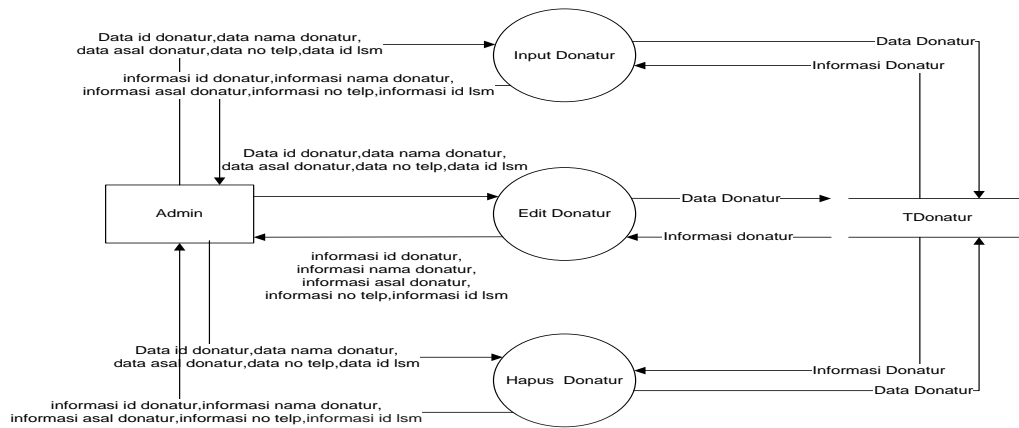 Data id donatur,data nama donatur,
data asal donatur,data no telp,data id lsm
Input Donatur
Data Donatur
Informasi Donatur
informasi id donatur,informasi nama donatur,
informasi asal donatur,informasi no telp,informasi id lsm
Data id donatur,data nama donatur,
data asal donatur,data no telp,data id lsm
Admin
Edit Donatur
Data Donatur
TDonatur
Informasi donatur
informasi id donatur,
informasi nama donatur,
informasi asal donatur,
informasi no telp,informasi id lsm
Data id donatur,data nama donatur,
data asal donatur,data no telp,data id lsm
Hapus Donatur
Informasi Donatur
Data Donatur
informasi id donatur,informasi nama donatur,
informasi asal donatur,informasi no telp,informasi id lsm